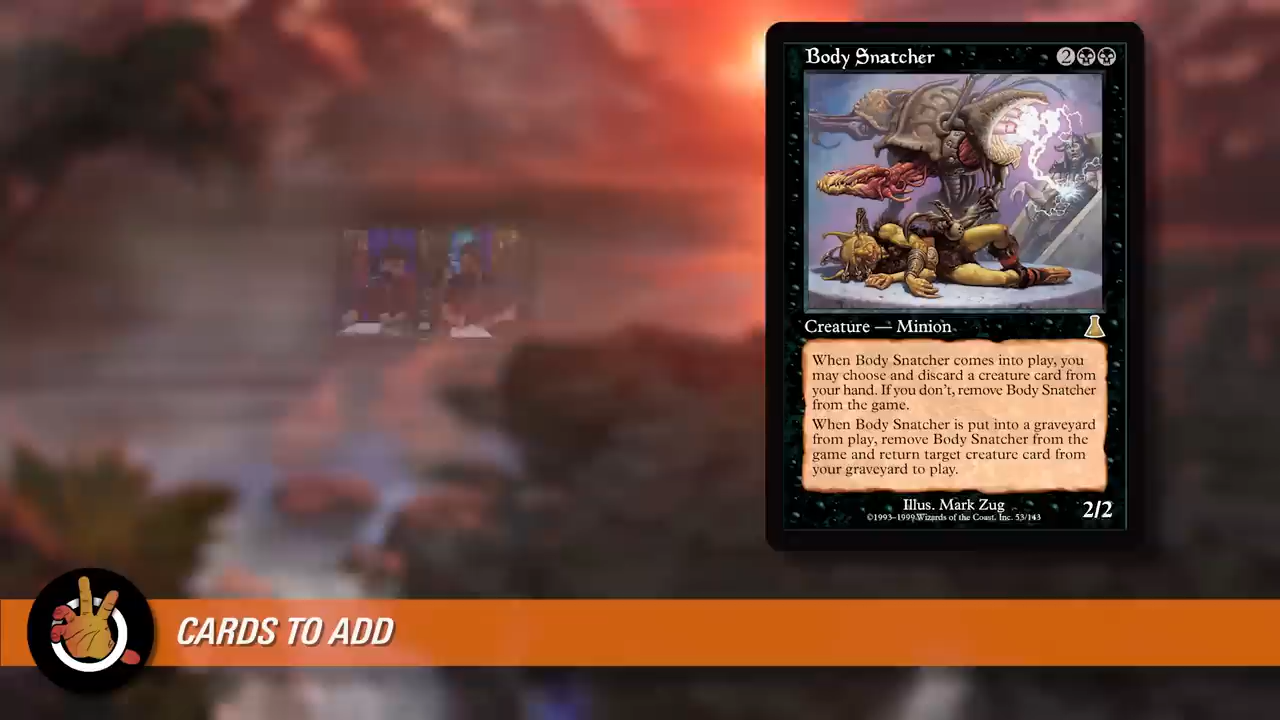 Body Snatcher 2
Creature — Minion
When Body Snatcher comes into play, you
may choose and discard a creature card from
your hand. If you don't, remove Body Snatcher
from the game.
When Body Snatcher is put into a graveyard
from play, remove Body Snatcher from the
game and return target creature card from
your graveyard to play.
Illus. Mark Zug
©1993-1999 Wizards of the Coast, Inc. 53/143
2/2
CARDS TO ADD